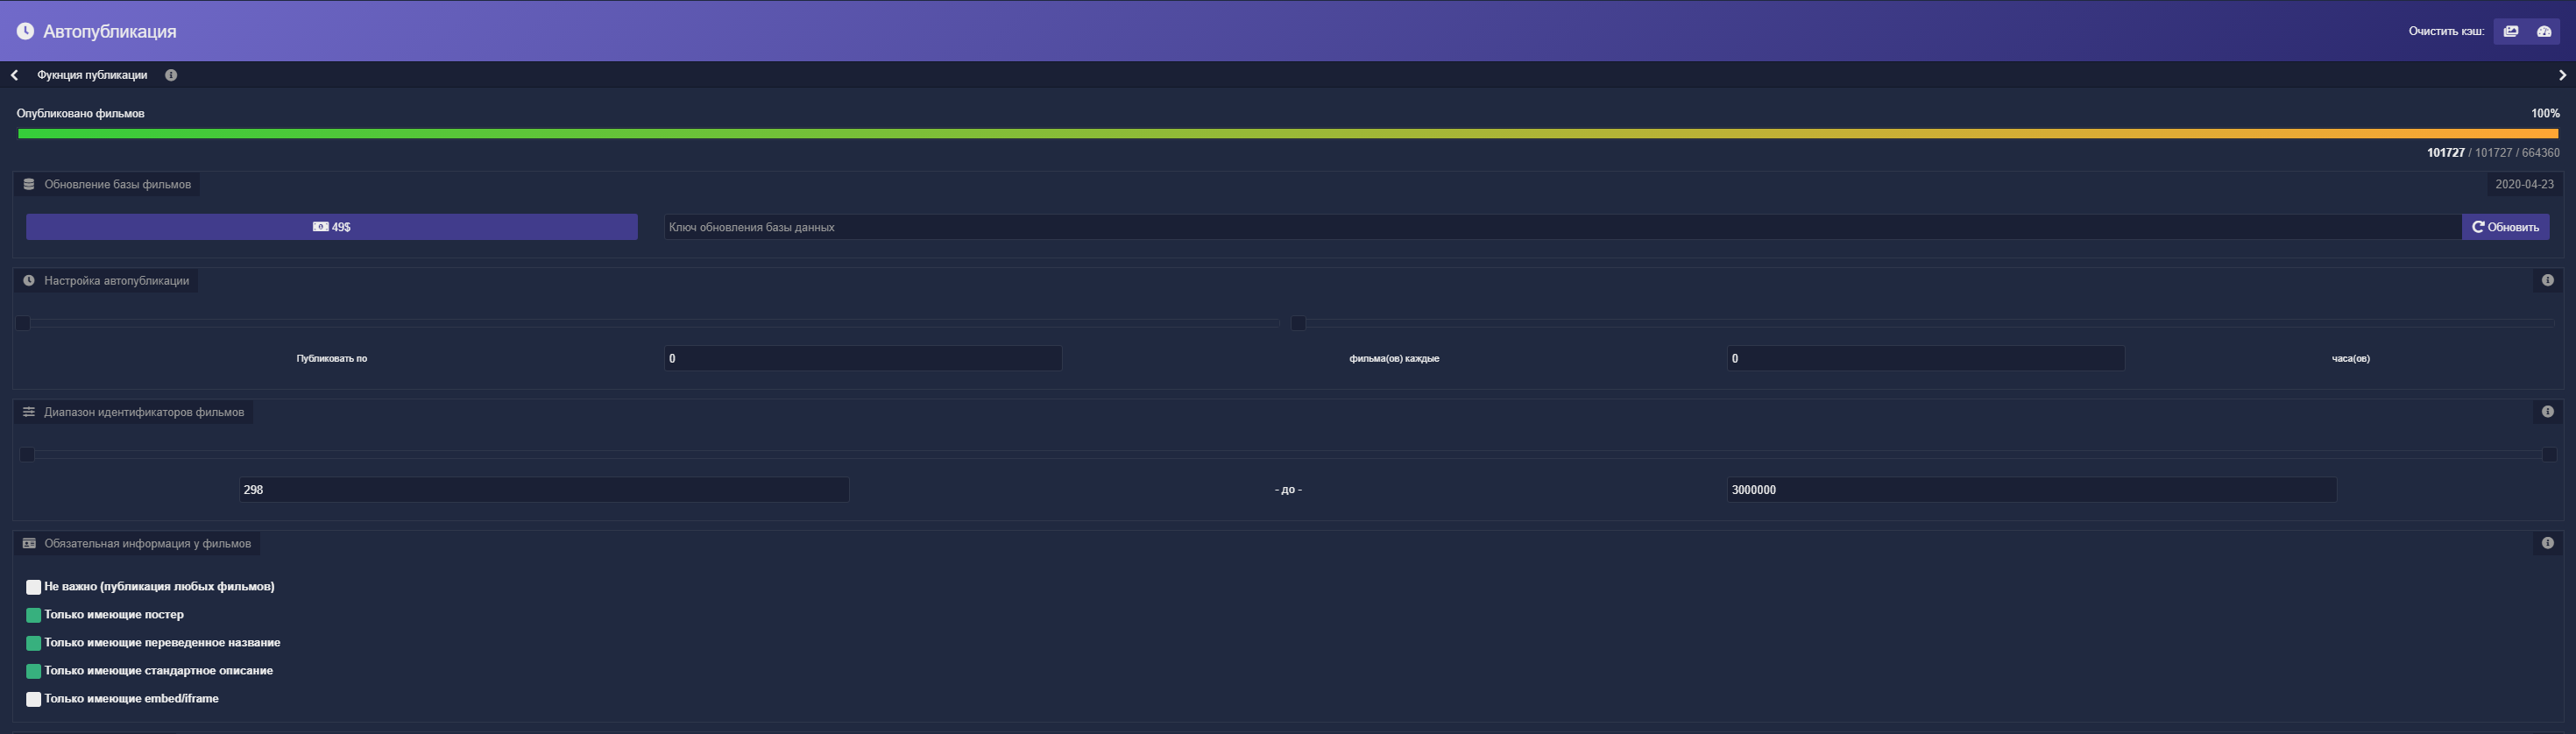 Автопубликация
Очистить кэш:
Фукнция публикации
Опубликовано фильмов
100%
101727 / 101727 / 664360
Обновление базы фильмов
2020-04-23
49$
Ключ обновления базы данных
Обновить
Настройка автопубликации
Публиковать по
0
фильма(ов) каждые
0
часа(ов)
Диапазон идентификаторов фильмов
298
- до -
3000000
Обязательная информация у фильмов
Не важно (публикация любых фильмов)
Только имеющие постер
Только имеющие переведенное название
Только имеющие стандартное описание
Только имеющие embed/iframe